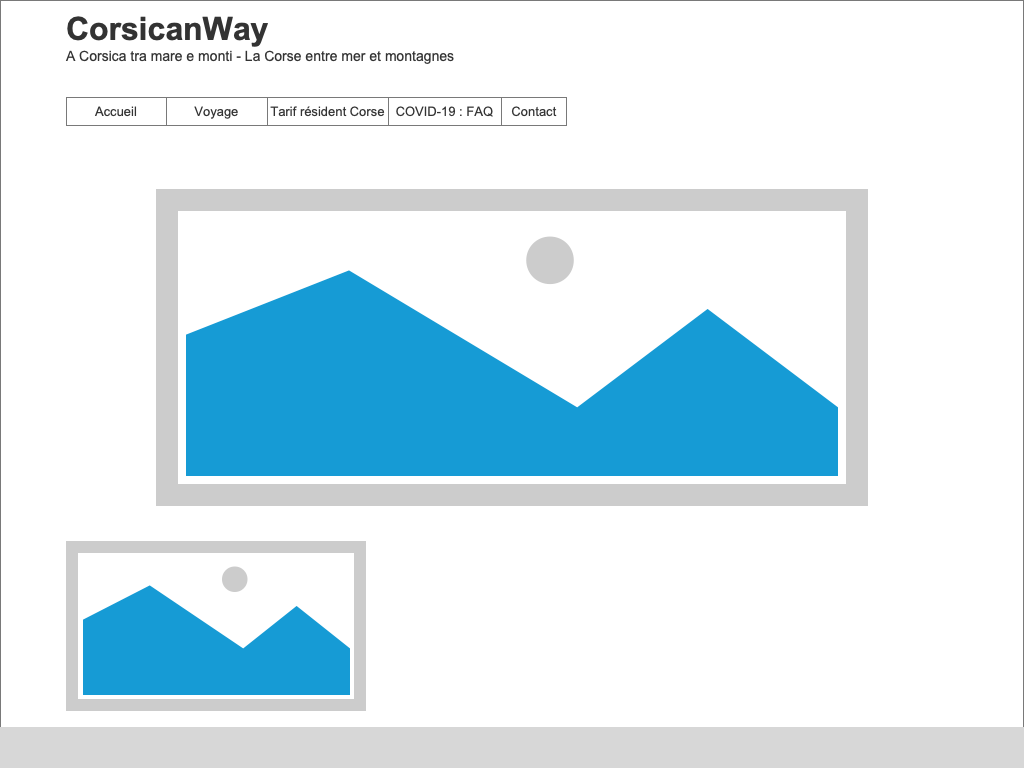 CorsicanWay
A Corsica tra mare e monti - La Corse entre mer et montagnes
Accueil Voyage Tarif résident Corse COVID-19 : FAQ Contact